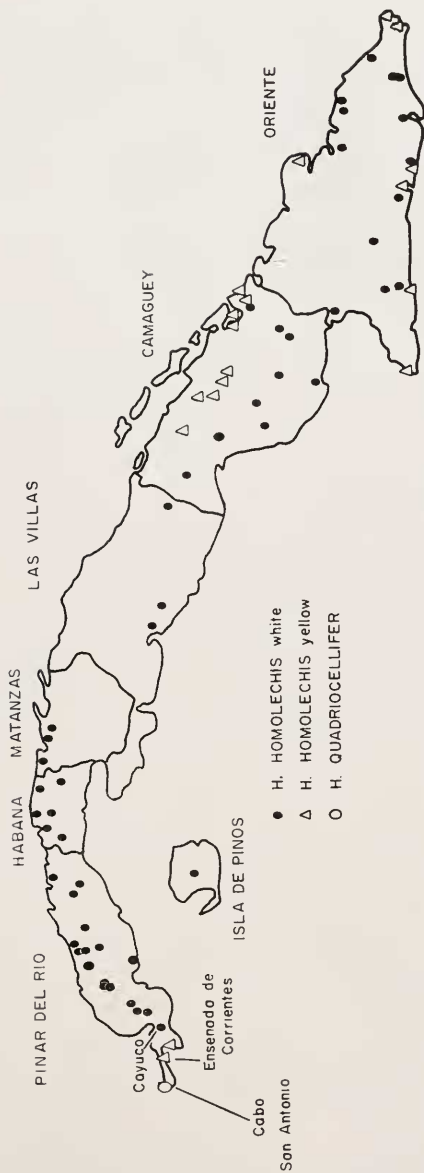 PINAR DEL RIO
HABANA
MATANZAS
LAS VILLAS
CAMAGUEY
ORIENTE
Cayuco
Ensenada de
Corrientes
Cabo
San Antonio
ISLA DE PINOS
● H. HOMOLECHIS white
△ H. HOMOLECHIS yellow
○ H. QUADRIOCELLIFER